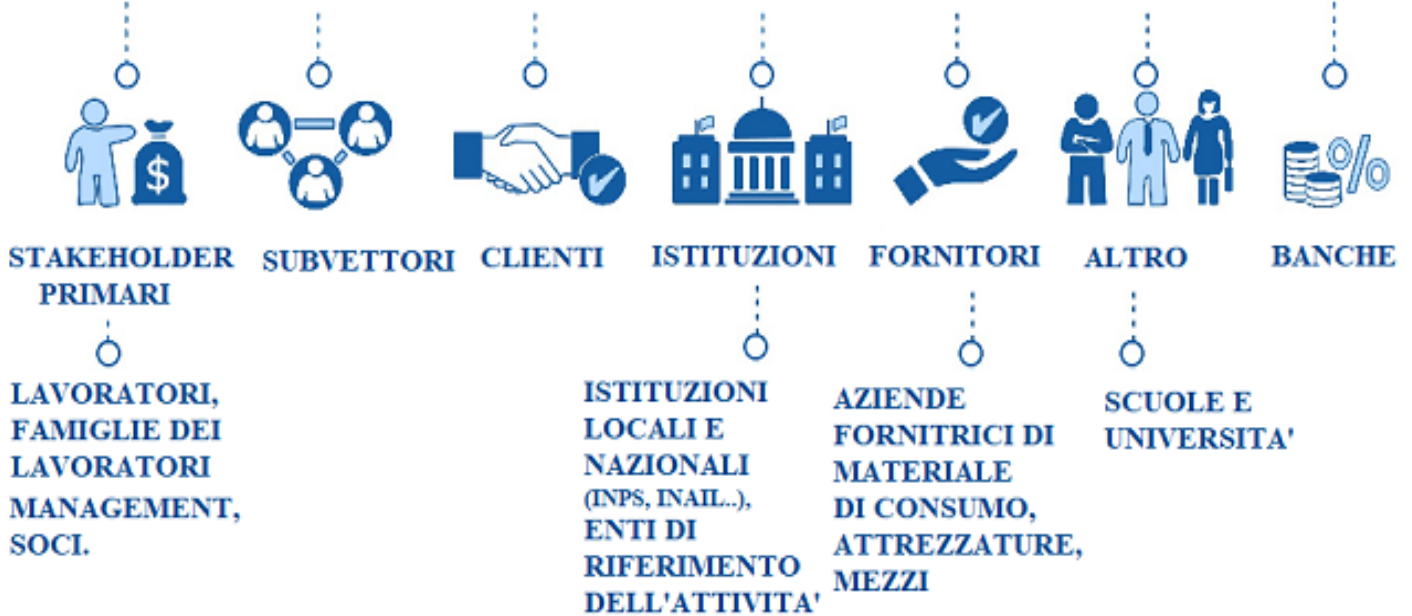 STAKEHOLDER
PRIMARI
SUBVETTORI
CLIENTI
ISTITUZIONI
FORNITORI
ALTRO
BANCHE
LAVORATORI,
FAMIGLIE DEI
LAVORATORI
MANAGEMENT,
SOCI.
ISTITUZIONI
LOCALI E
NAZIONALI
(INPS, INAIL..),
ENTI DI
RIFERIMENTO
DELL'ATTIVITA'
AZIENDE
FORNITRICI DI
MATERIALE
DI CONSUMO,
ATTREZZATURE,
MEZZI
SCUOLE E
UNIVERSITA'